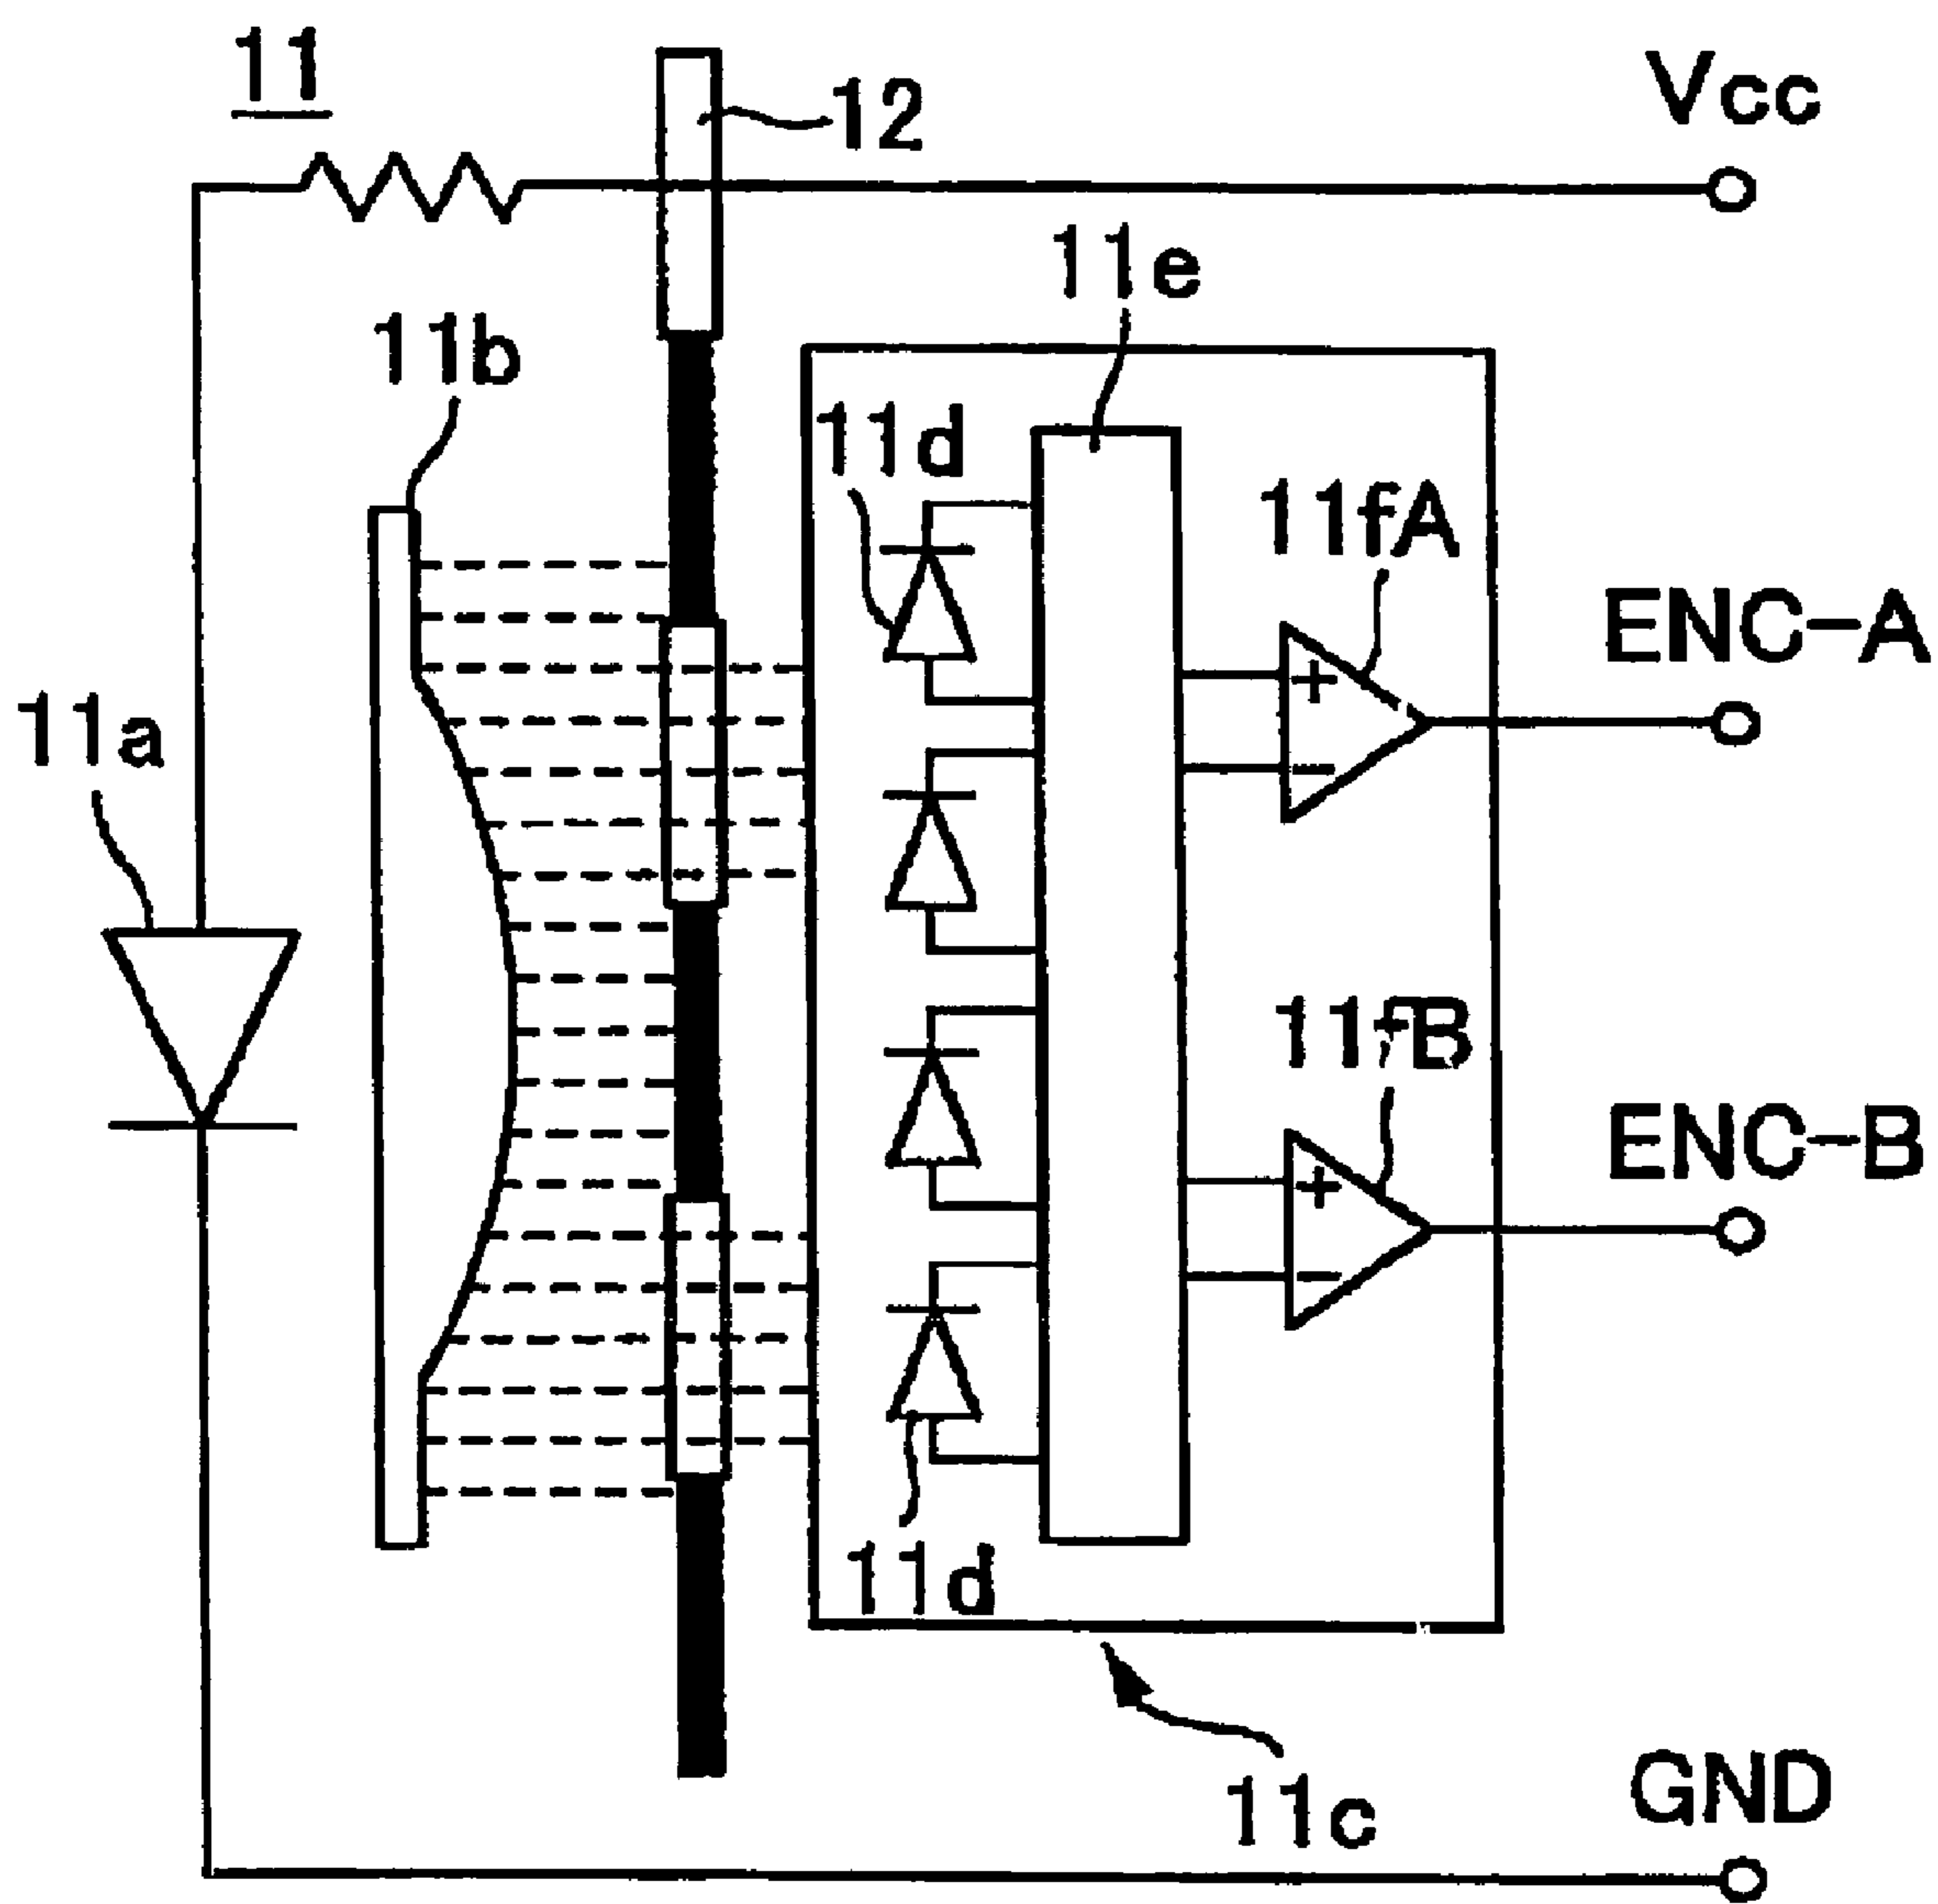 11
12
Vcc
11e
11b
11d
11fA
ENC-A
+
−
11a
11fB
ENC-B
+
−
11d
11c
GND